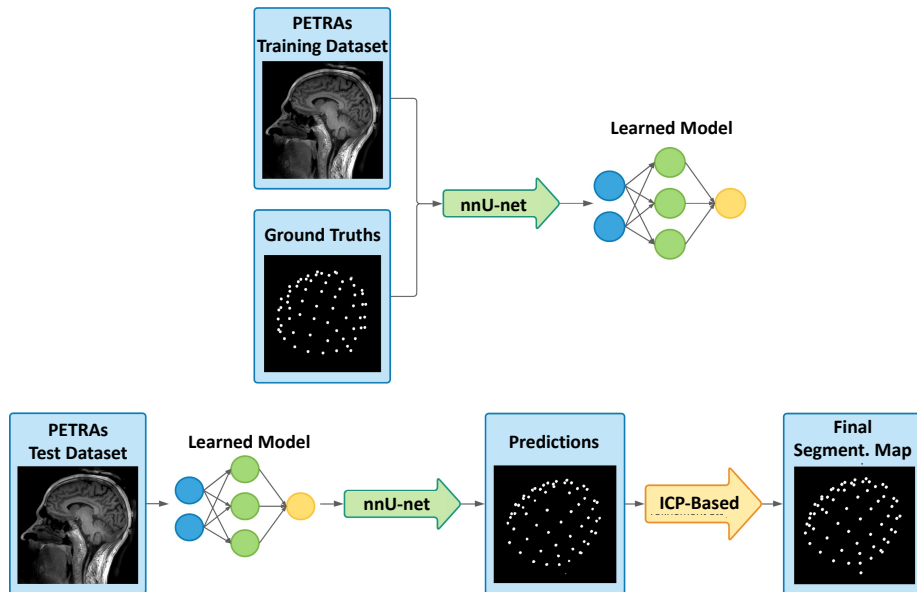 PETRAs
Training Dataset
Learned Model
nnU-net
Ground Truths
PETRAs
Test Dataset
Learned Model
nnU-net
Predictions
ICP-Based
Final
Segment. Map